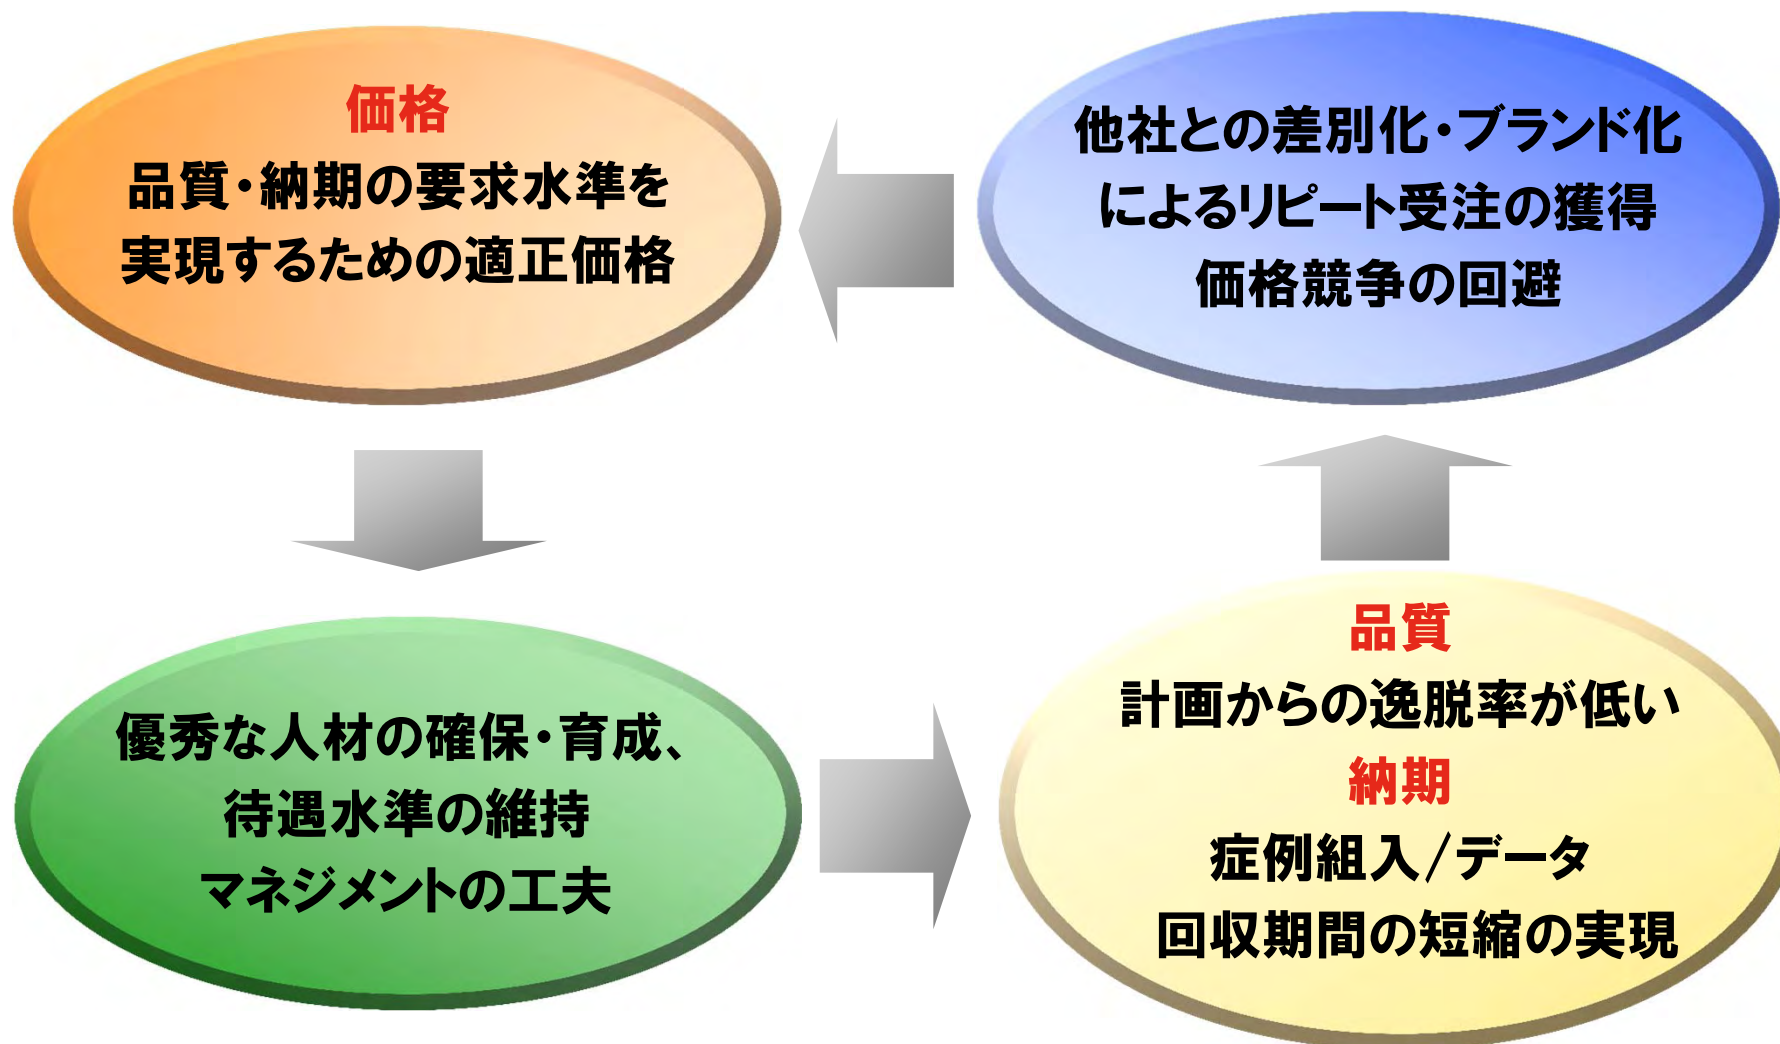 価格
品質・納期の要求水準を
実現するための適正価格
他社との差別化・ブランド化
によるリピート受注の獲得
価格競争の回避
優秀な人材の確保・育成、
待遇水準の維持
マネジメントの工夫
品質
計画からの逸脱率が低い
納期
症例組入/データ
回収期間の短縮の実現